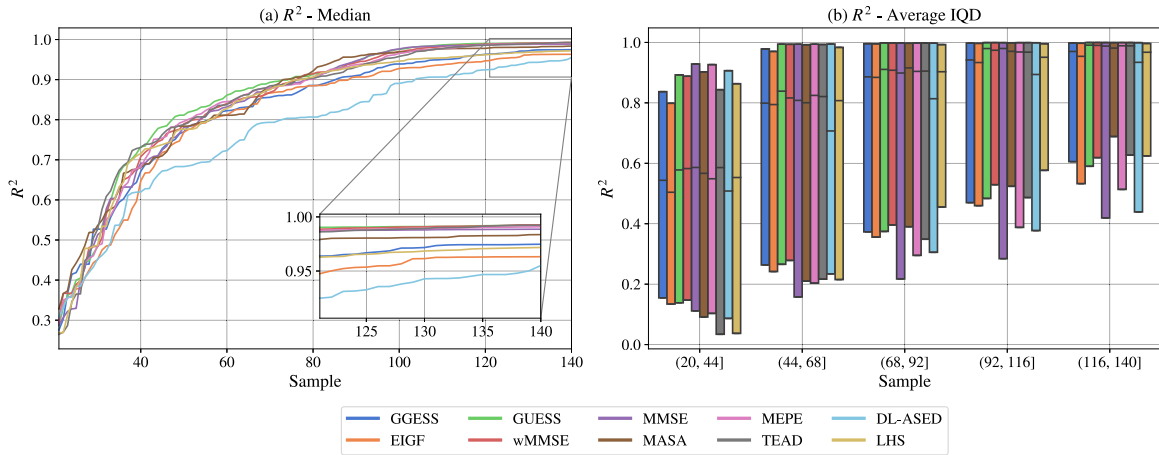 (a) R² - Median
(b) R² - Average IQD
R²
1.0
0.9
0.8
0.7
0.6
0.5
0.4
0.3
1.00
0.95
125
130
135
140
40
60
80
100
120
140
Sample
R²
1.0
0.8
0.6
0.4
0.2
0.0
(20, 44]
(44, 68]
(68, 92]
(92, 116]
(116, 140]
Sample
GGESS
GUESS
MMSE
MEPE
DL-ASED
EIGF
wMMSE
MASA
TEAD
LHS